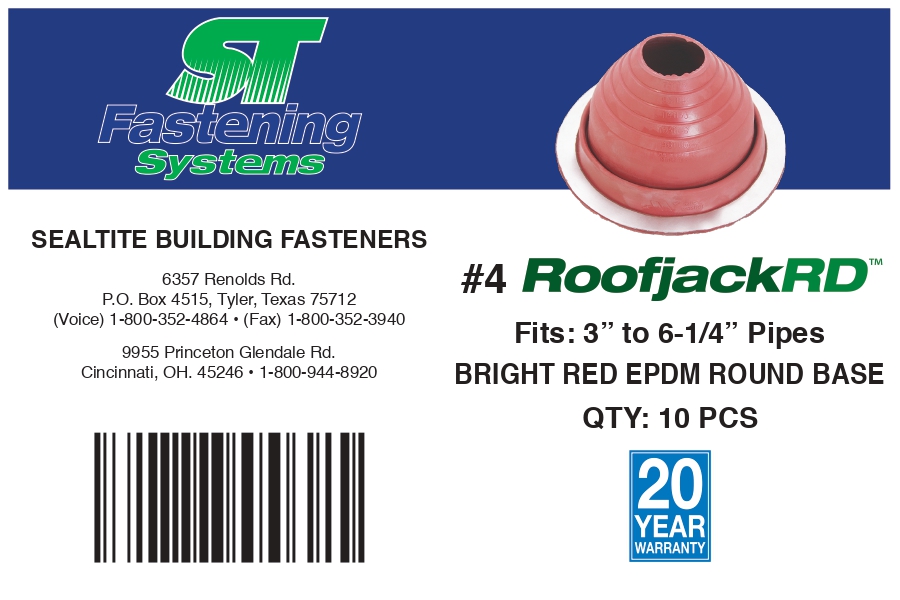 ST
Fastening
Systems
SEALTITE BUILDING FASTENERS
6357 Renolds Rd.
P.O. Box 4515, Tyler, Texas 75712
(Voice) 1-800-352-4864 • (Fax) 1-800-352-3940
9955 Princeton Glendale Rd.
Cincinnati, OH. 45246 • 1-800-944-8920
#4 RoofjackRD™
Fits: 3” to 6-1/4” Pipes
BRIGHT RED EPDM ROUND BASE
QTY: 10 PCS
20
YEAR
WARRANTY